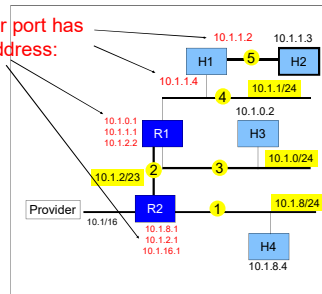 r port has
ddress:
10.1.1.2
10.1.1.3
H1
5
H2
10.1.1.4
4
10.1.1/24
10.1.0.1
10.1.1.1
10.1.2.2
R1
10.1.0.2
H3
10.1.0/24
10.1.2/23
2
3
Provider
R2
1
10.1.8/24
10.1/16
10.1.8.1
10.1.2.1
10.1.16.1
H4
10.1.8.4